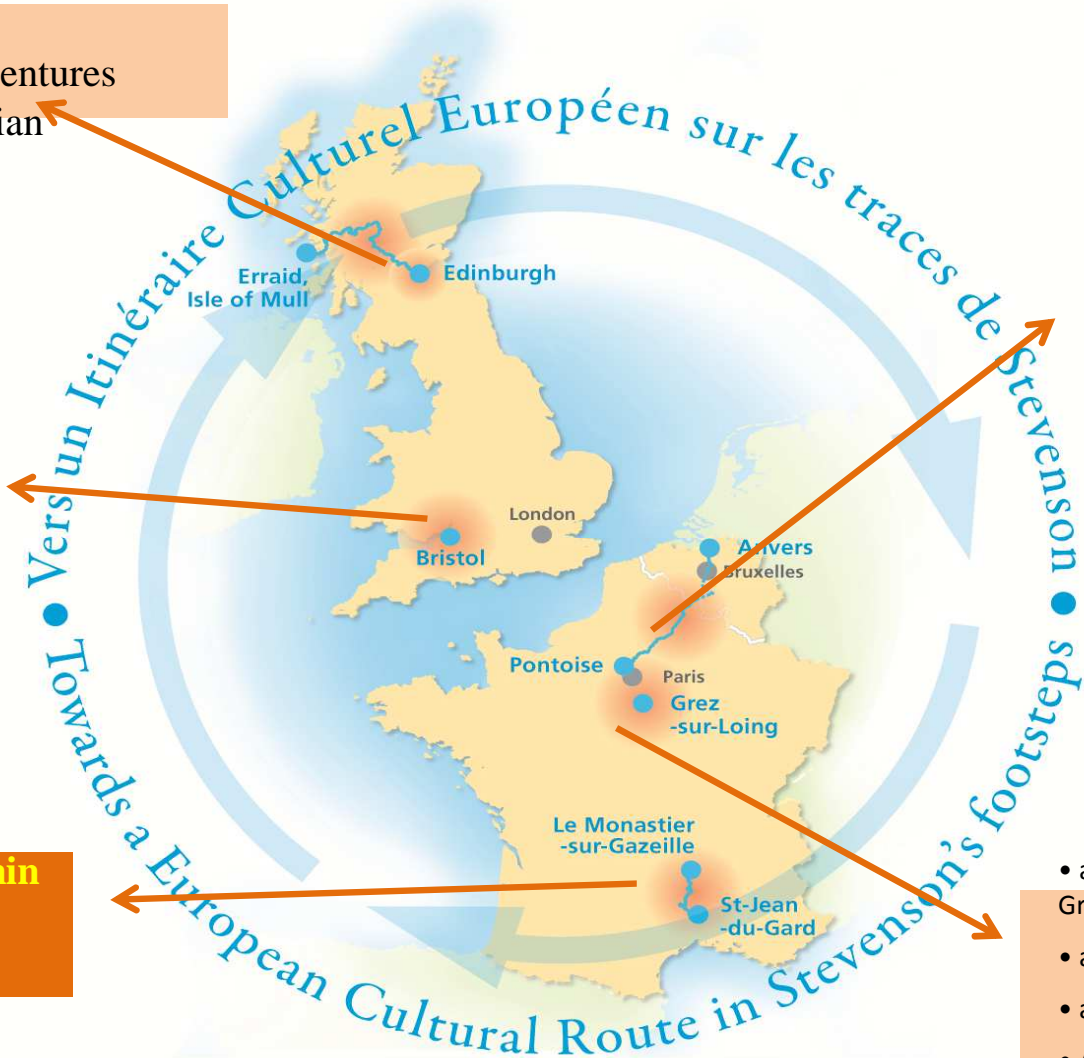 entures
ian
Vers un Itinéraire Culturel Européen sur les traces de Stevenson
Erraid,
Isle of Mull
Edinburgh
London
Bristol
Anvers
Bruxelles
Pontoise
Paris
Grez
-sur-Loing
Le Monastier
-sur-Gazeille
St-Jean
-du-Gard
ain
• a
Gr
• a
• a
Towards a European Cultural Route in Stevenson's footsteps